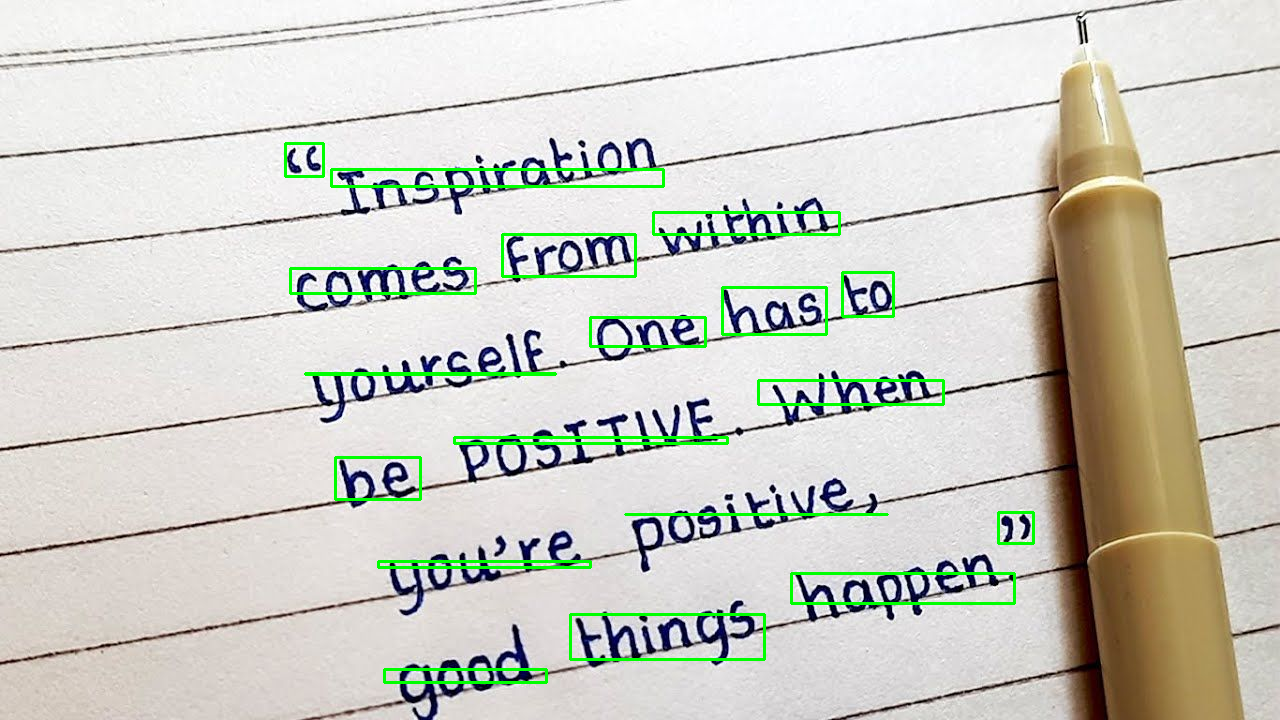 “Inspiration
comes from within
yourself. One has to
be POSITIVE. When
you're positive,
good things happen.”